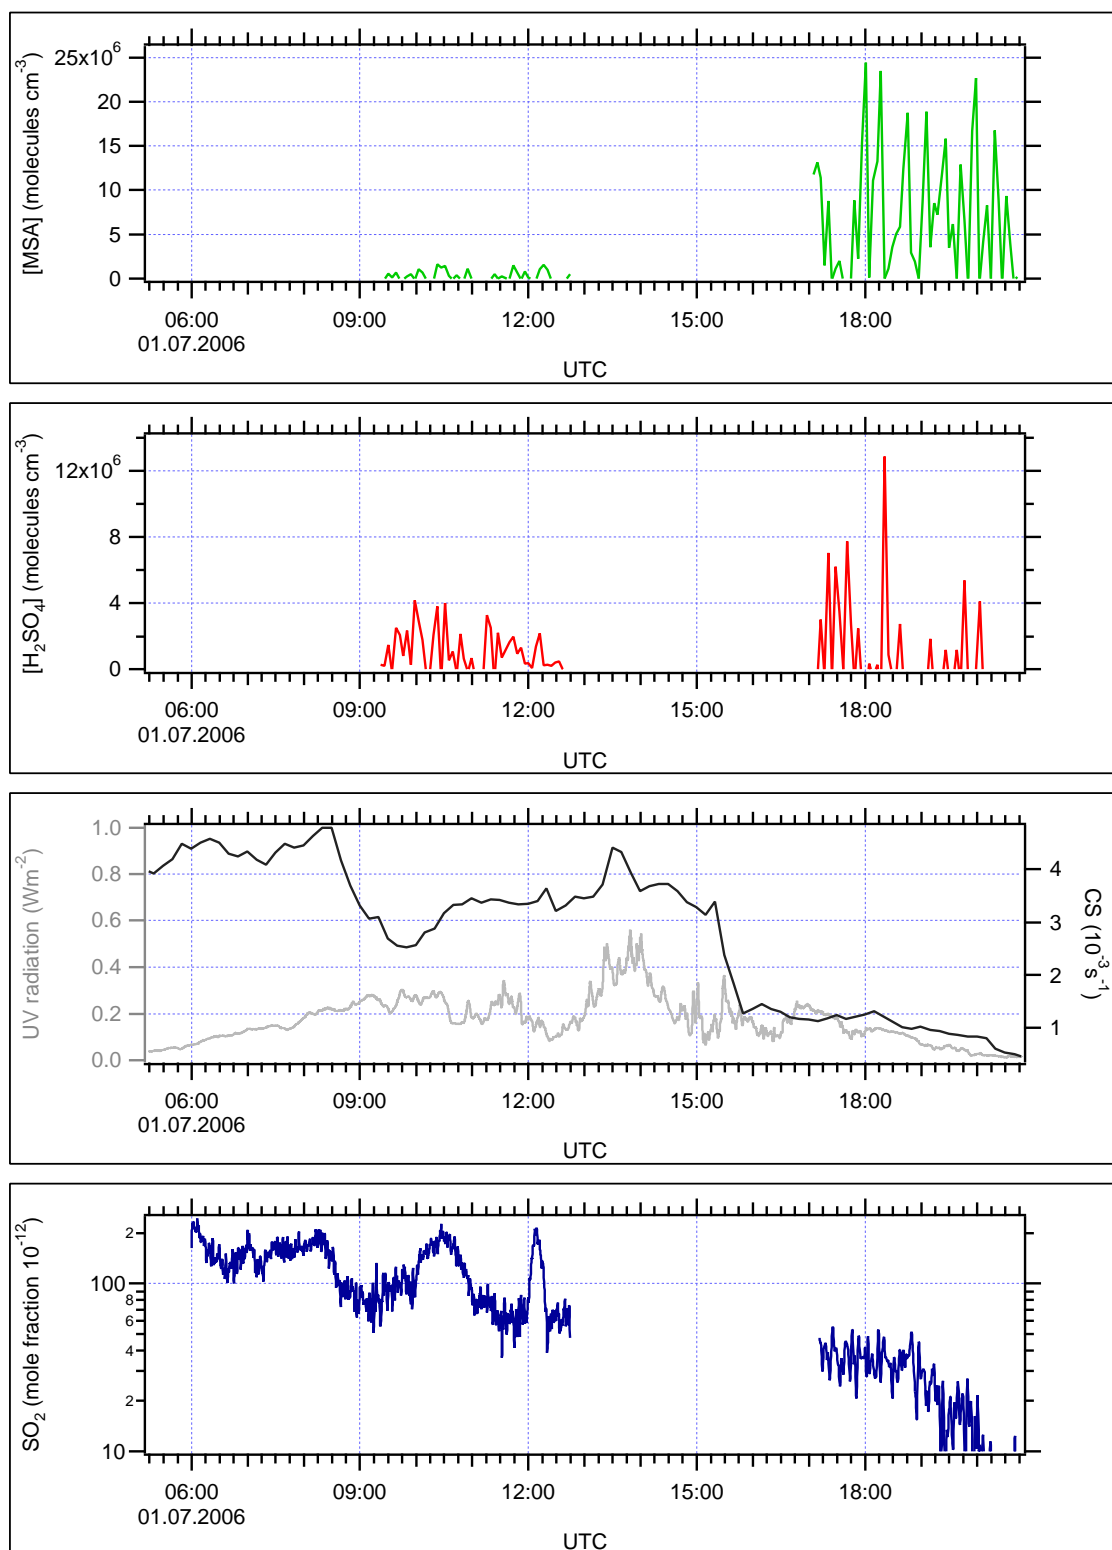 [MSA] (molecules cm⁻³)
25x10⁶
20
15
10
5
0
06:00 09:00 12:00 15:00 18:00
01.07.2006
UTC
[H₂SO₄] (molecules cm⁻³)
12x10⁶
8
4
0
06:00 09:00 12:00 15:00 18:00
01.07.2006
UTC
UV radiation (Wm⁻²)
1.0
0.8
0.6
0.4
0.2
0.0
4
3
2
1
CS (10⁻³s⁻¹)
06:00 09:00 12:00 15:00 18:00
01.07.2006
UTC
SO₂ (mole fraction 10⁻¹²)
2
100
8
6
4
2
10
06:00 09:00 12:00 15:00 18:00
01.07.2006
UTC